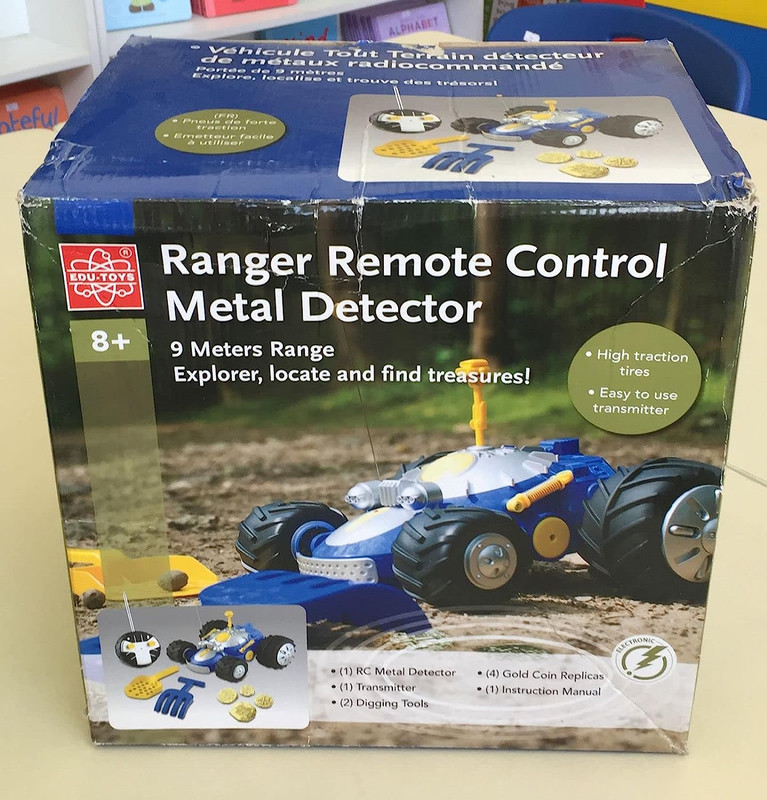 ALPHABET
ateful
• Véhicule Tout Terrain détecteur
de métaux radiocommandé
Portée de 9 mètres
Explore, localise et trouve des trésors!
(FR)
• Pneus de forte
traction
• Emetteur facile
à utiliser
EDU-TOYS
®
Ranger Remote Control
Metal Detector
8+
9 Meters Range
Explorer, locate and find treasures!
• High traction
tires
• Easy to use
transmitter
ELECTRONIC
• (1) RC Metal Detector
• (1) Transmitter
• (2) Digging Tools
• (4) Gold Coin Replicas
• (1) Instruction Manual